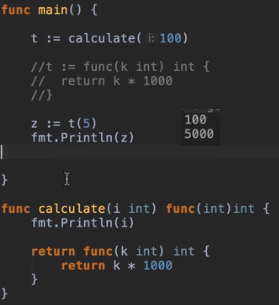 func main() {
t := calculate( i: 100)
//t := func(k int) int {
//  return k * 1000
//}
z := t(5)
fmt.Println(z)
100
5000
}
func calculate(i int) func(int)int {
fmt.Println(i)
return func(k int) int {
return k * 1000
}
}